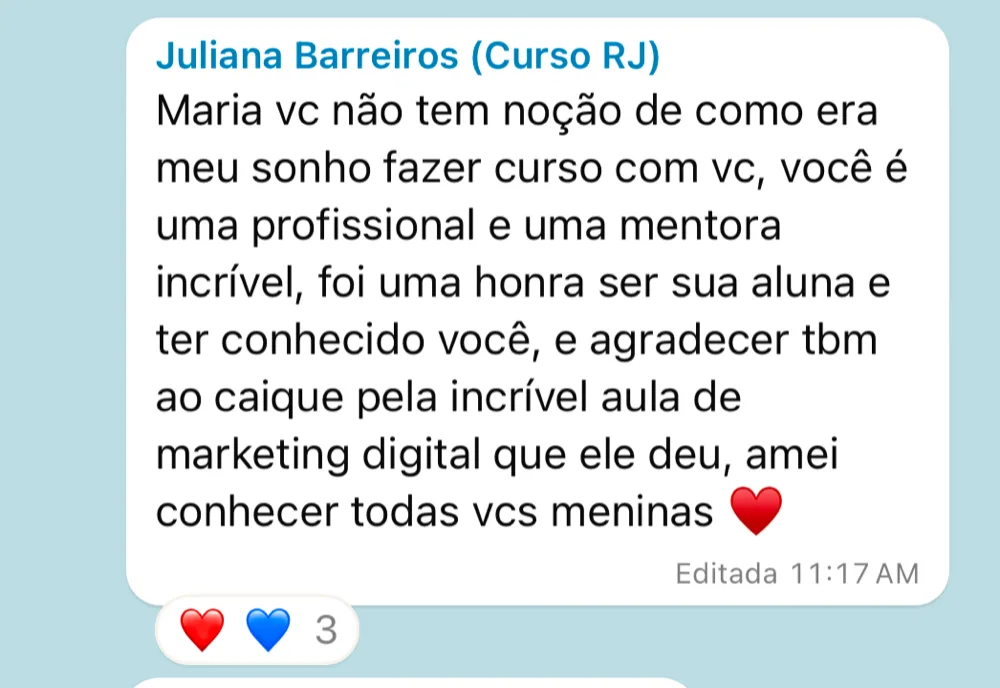 Juliana Barreiros (Curso RJ)
Maria vc não tem noção de como era
meu sonho fazer curso com vc, você é
uma profissional e uma mentora
incrível, foi uma honra ser sua aluna e
ter conhecido você, e agradecer tbm
ao caique pela incrível aula de
marketing digital que ele deu, amei
conhecer todas vcs meninas ♥️
Editada 11:17 AM
❤️ 💙 3